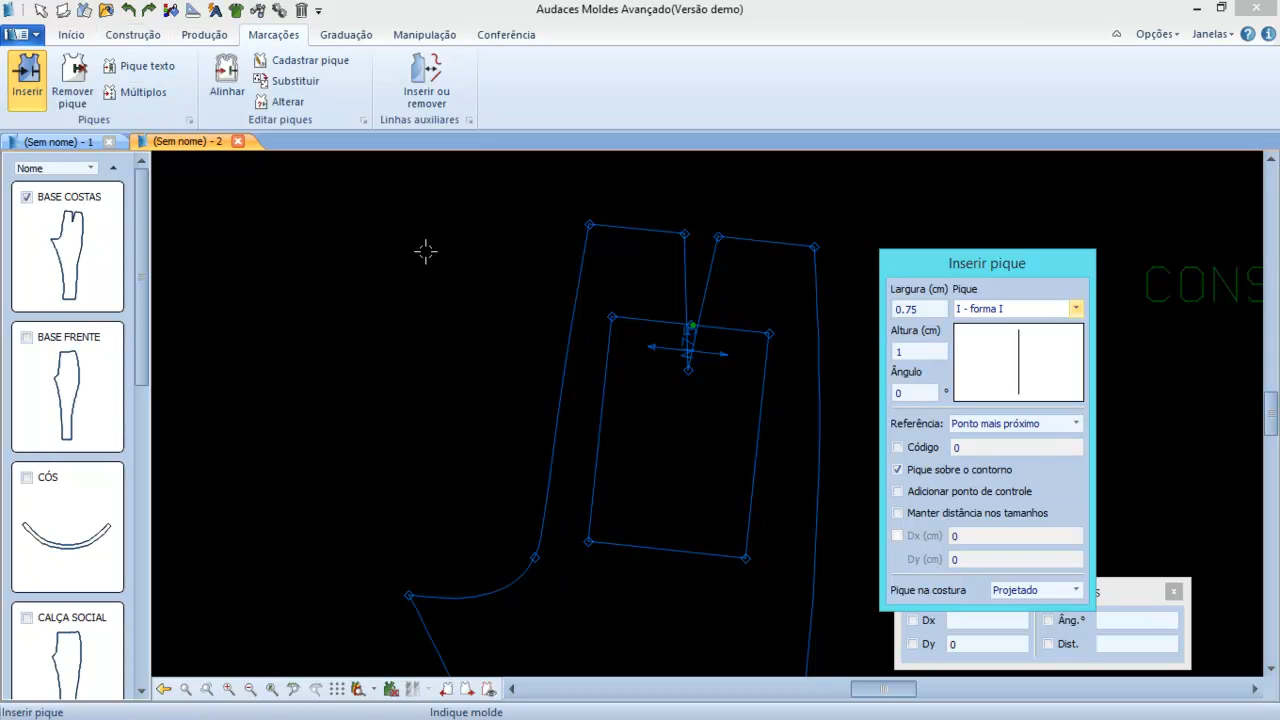 Audaces Moldes Avançado(Versão demo)
Início Construção Produção Marcações Graduação Manipulação Conferência Opções Janelas
Inserir
Remover pique
Pique texto
Múltiplos
Piques
Alinhar
Cadastrar pique
Substituir
Alterar
Editar piques
Inserir ou remover
Linhas auxiliares
(Sem nome) - 1
(Sem nome) - 2
Nome
BASE COSTAS
BASE FRENTE
CÓS
CALÇA SOCIAL
CONS
Inserir pique
Largura (cm) Pique
0.75 I - forma I
Altura (cm)
1
Ângulo
0 °
Referência: Ponto mais próximo
Código 0
Pique sobre o contorno
Adicionar ponto de controle
Manter distância nos tamanhos
Dx (cm) 0
Dy (cm) 0
Pique na costura Projetado
S
Dx Âng.°
Dy 0 Dist.
Inserir pique
Indique molde